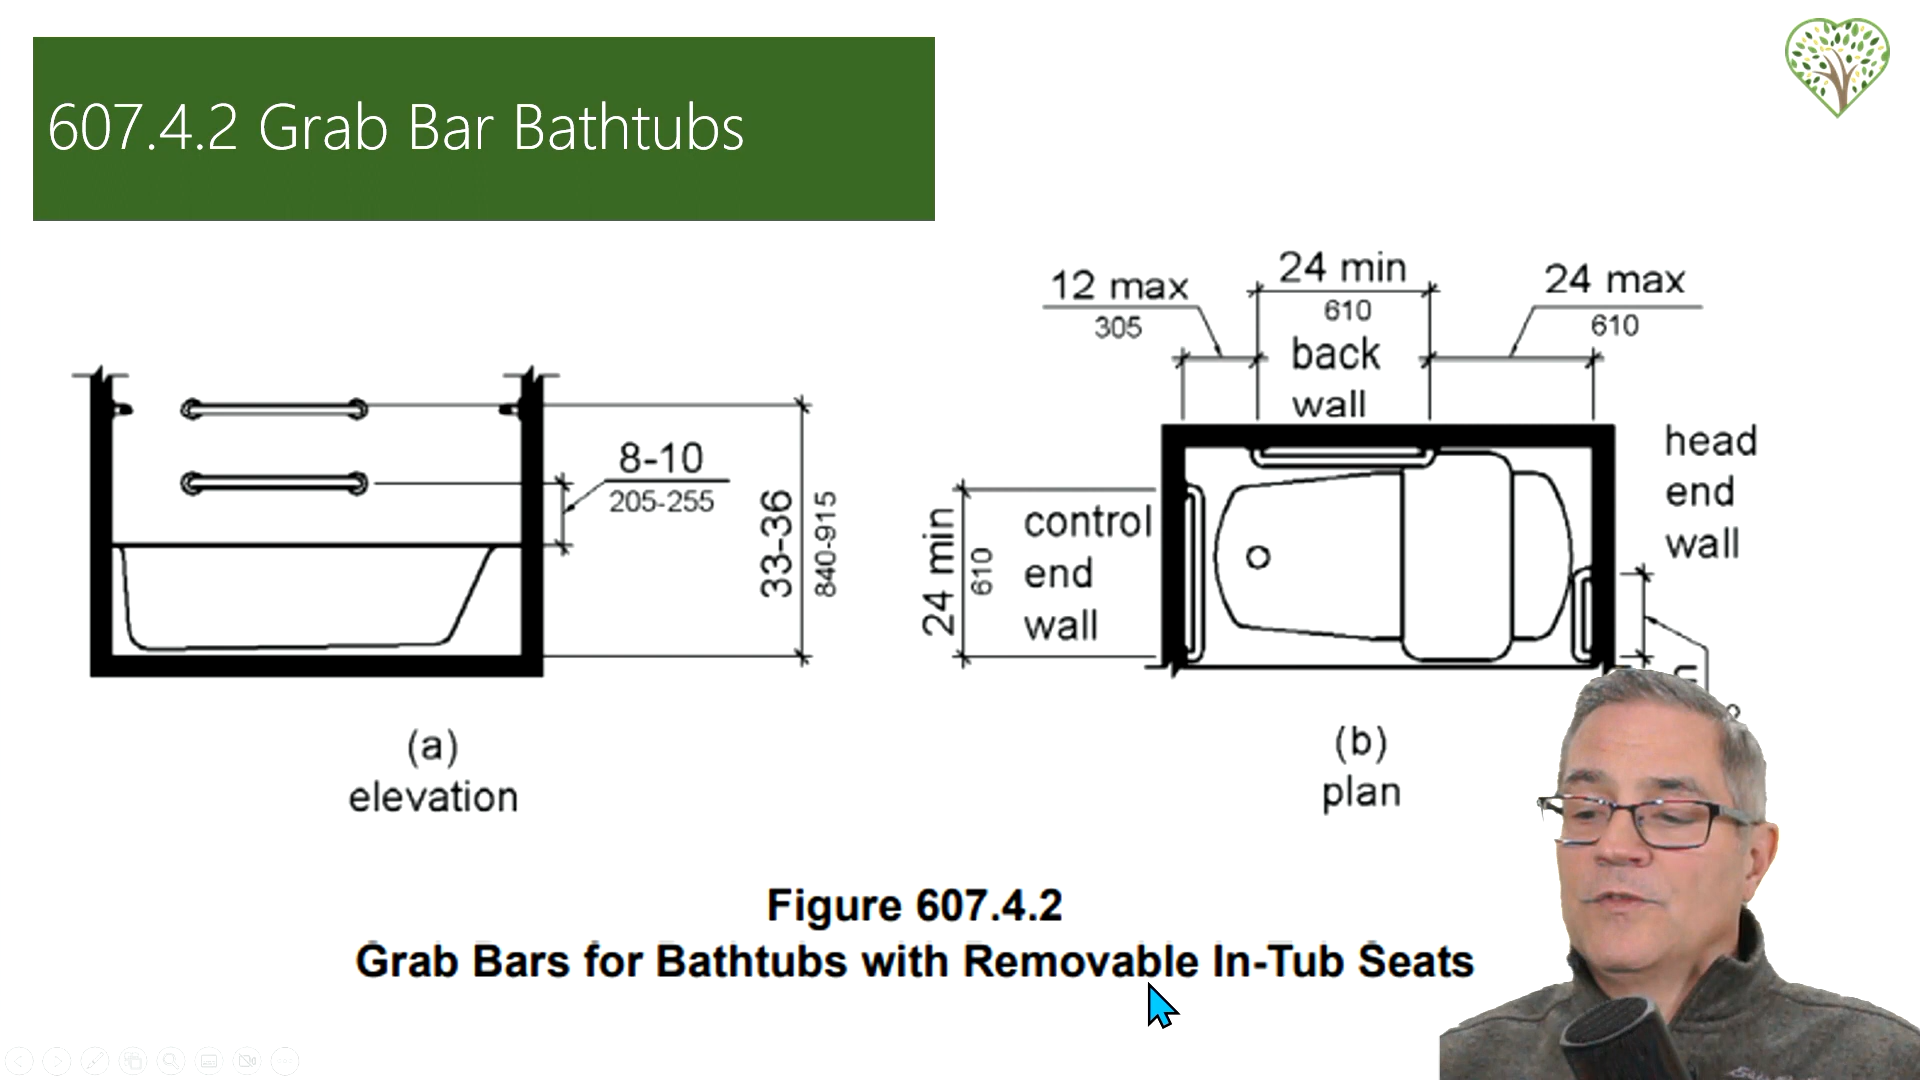 607.4.2 Grab Bar Bathtubs
8-10
205-255
33-36
840-915
(a)
elevation
12 max
305
24 min
610
back
wall
24 max
610
head
end
wall
24 min
610
control
end
wall
(b)
plan
Figure 607.4.2
Grab Bars for Bathtubs with Removable In-Tub Seats